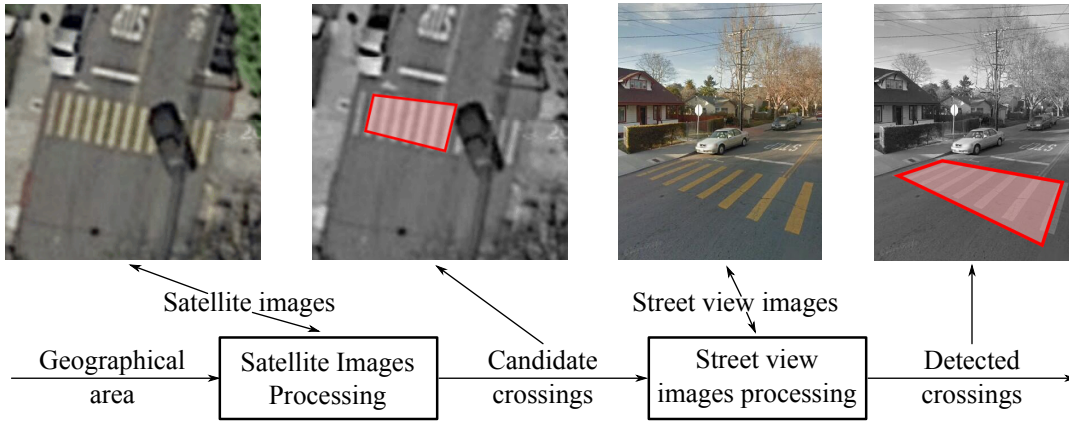 Satellite images
Street view images
Geographical
area
Satellite Images
Processing
Candidate
crossings
Street view
images processing
Detected
crossings